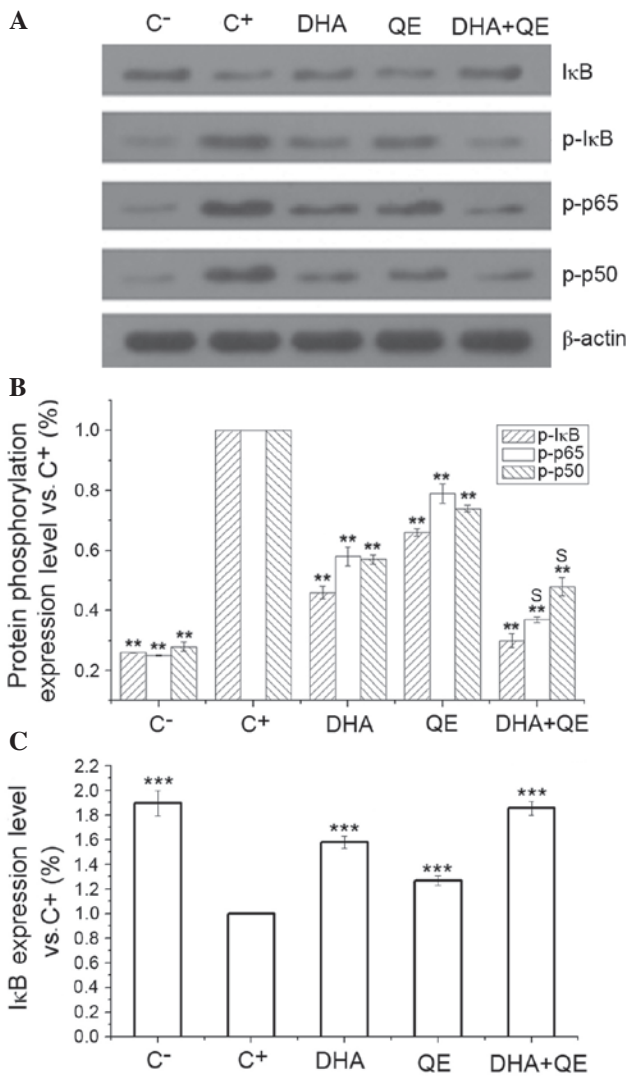 A
C- C+ DHA QE DHA+QE
IκB
p-IκB
p-p65
p-p50
β-actin
B
Protein phosphorylation
expression level vs. C+ (%)
1.0
0.8
0.6
0.4
0.2
p-IκB
p-p65
p-p50
** ** **
** ** **
** ** **
** S ** S **
C- C+ DHA QE DHA+QE
C
IκB expression level
vs.C+ (%)
2.2
2.0
1.8
1.6
1.4
1.2
1.0
0.8
0.6
0.4
0.2
0.0
*** *** *** ***
C- C+ DHA QE DHA+QE